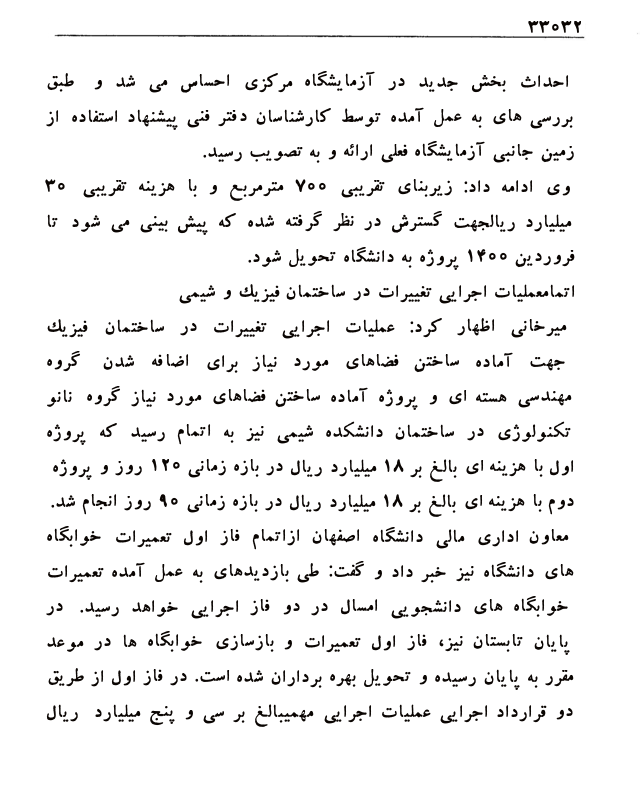 ۳۳۰۳۲
احداث بخش جدید در آزمایشگاه مرکزی احساس می شد و طبق
بررسی های به عمل آمده توسط کارشناسان دفتر فنی پیشنهاد استفاده از
زمین جانبی آزمایشگاه فعلی ارائه و به تصویب رسید.
وی ادامه داد: زیربنای تقریبی ۷۰۰ مترمربع و با هزینه تقریبی ۳۰
میلیارد ریالجهت گسترش در نظر گرفته شده که پیش بینی می شود تا
فروردین ۱۴۰۰ پروژه به دانشگاه تحویل شود.
اتمامعملیات اجرایی تغییرات در ساختمان فیزیك و شیمی
میرخانی اظهار کرد: عملیات اجرایی تغییرات در ساختمان فیزیك
جهت آماده ساختن فضاهای مورد نیاز برای اضافه شدن گروه
مهندسی هسته ای و پروژه آماده ساختن فضاهای مورد نیاز گروه نانو
تکنولوژی در ساختمان دانشکده شیمی نیز به اتمام رسید که پروژه
اول با هزینه ای بالغ بر ۱۸ میلیارد ریال در بازه زمانی ۱۲۰ روز و پروژه
دوم با هزینه ای بالغ بر ۱۸ میلیارد ریال در بازه زمانی ۹۰ روز انجام شد.
معاون اداری مالی دانشگاه اصفهان ازاتمام فاز اول تعمیرات خوابگاه
های دانشگاه نیز خبر داد و گفت: طی بازدیدهای به عمل آمده تعمیرات
خوابگاه های دانشجویی امسال در دو فاز اجرایی خواهد رسید. در
پایان تابستان نیز، فاز اول تعمیرات و بازسازی خوابگاه ها در موعد
مقرر به پایان رسیده و تحویل بهره برداران شده است. در فاز اول از طریق
دو قرارداد اجرایی عملیات اجرایی مهمیبالغ بر سی و پنج میلیارد ریال